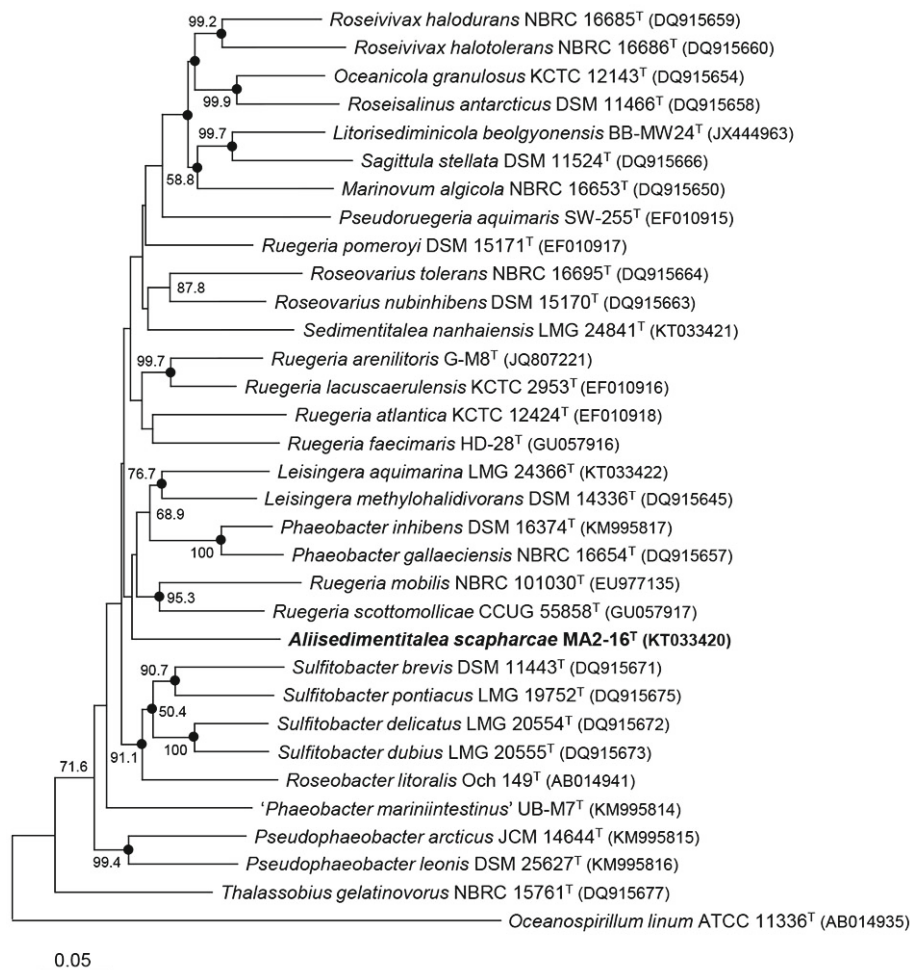 99.2
Roseivivax halodurans NBRC 16685ᵀ (DQ915659)
Roseivivax halotolerans NBRC 16686ᵀ (DQ915660)
Oceanicola granulosus KCTC 12143ᵀ (DQ915654)
99.9
Roseisalinus antarcticus DSM 11466ᵀ (DQ915658)
99.7
Litorisediminicola beolgyonensis BB-MW24ᵀ (JX444963)
Sagittula stellata DSM 11524ᵀ (DQ915666)
58.8
Marinovum algicola NBRC 16653ᵀ (DQ915650)
Pseudoruegeria aquimaris SW-255ᵀ (EF010915)
Ruegeria pomeroyi DSM 15171ᵀ (EF010917)
Roseovarius tolerans NBRC 16695ᵀ (DQ915664)
87.8
Roseovarius nubinhibens DSM 15170ᵀ (DQ915663)
Sedimentitalea nanhaiensis LMG 24841ᵀ (KT033421)
99.7
Ruegeria arenilitoris G-M8ᵀ (JQ807221)
Ruegeria lacuscaerulensis KCTC 2953ᵀ (EF010916)
Ruegeria atlantica KCTC 12424ᵀ (EF010918)
Ruegeria faecimaris HD-28ᵀ (GU057916)
76.7
Leisingera aquimarina LMG 24366ᵀ (KT033422)
Leisingera methylohalidivorans DSM 14336ᵀ (DQ915645)
68.9
Phaeobacter inhibens DSM 16374ᵀ (KM995817)
100
Phaeobacter gallaeciensis NBRC 16654ᵀ (DQ915657)
Ruegeria mobilis NBRC 101030ᵀ (EU977135)
95.3
Ruegeria scottomollicae CCUG 55858ᵀ (GU057917)
Aliisedimentitalea scapharcae MA2-16ᵀ (KT033420)
90.7
Sulfitobacter brevis DSM 11443ᵀ (DQ915671)
Sulfitobacter pontiacus LMG 19752ᵀ (DQ915675)
50.4
Sulfitobacter delicatus LMG 20554ᵀ (DQ915672)
100
Sulfitobacter dubius LMG 20555ᵀ (DQ915673)
91.1
71.6
Roseobacter litoralis Och 149ᵀ (AB014941)
‘Phaeobacter mariniintestinus’ UB-M7ᵀ (KM995814)
Pseudophaeobacter arcticus JCM 14644ᵀ (KM995815)
99.4
Pseudophaeobacter leonis DSM 25627ᵀ (KM995816)
Thalassobius gelatinovorus NBRC 15761ᵀ (DQ915677)
Oceanospirillum linum ATCC 11336ᵀ (AB014935)
0.05